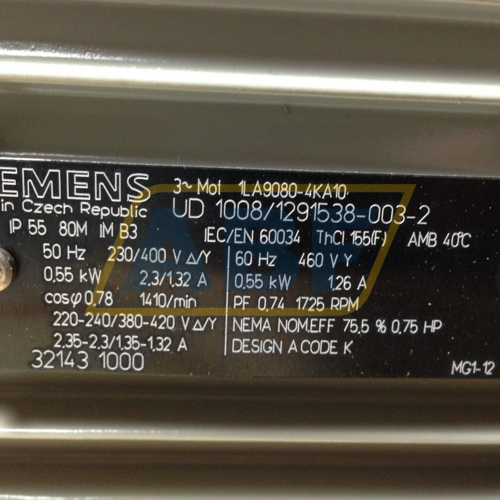 EMENS 3~ Mot 1LA9080-4KA10
in Czech Republic UD 1008/1291538-003-2
IP 55 80M IM B3 IEC/EN 60034 ThCl 155(F) AMB 40°C
50 Hz 230/400 V Δ/Y 60 Hz 460 V Y
0,55 kW 2.3/1.32 A 0,55 kW 1.26 A
cosφ 0,78 1410/min PF 0,74 1725 RPM
220-240/380-420 V Δ/Y NEMA NOM.EFF 75,5 % 0,75 HP
2.35-2.3/1.35-1.32 A DESIGN A CODE K
32143 1000 MG1-12